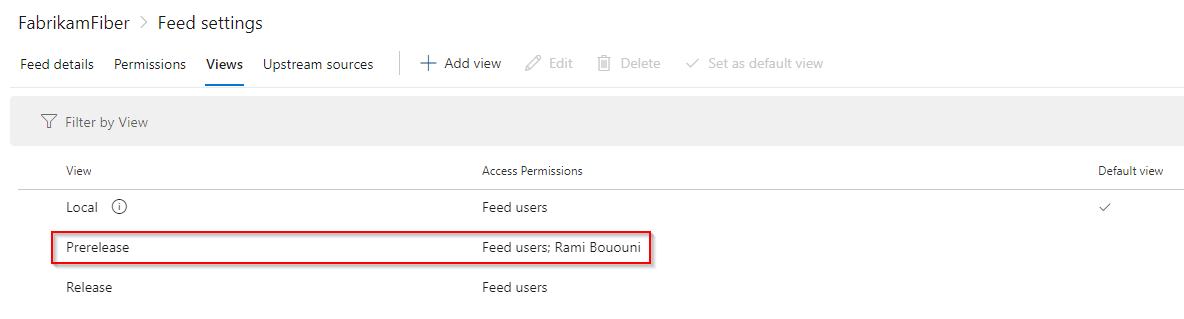 FabrikamFiber > Feed settings
Feed details Permissions Views Upstream sources + Add view Edit Delete Set as default view
Filter by View
View Access Permissions Default view
Local Feed users
Prerelease Feed users; Rami Bououni
Release Feed users